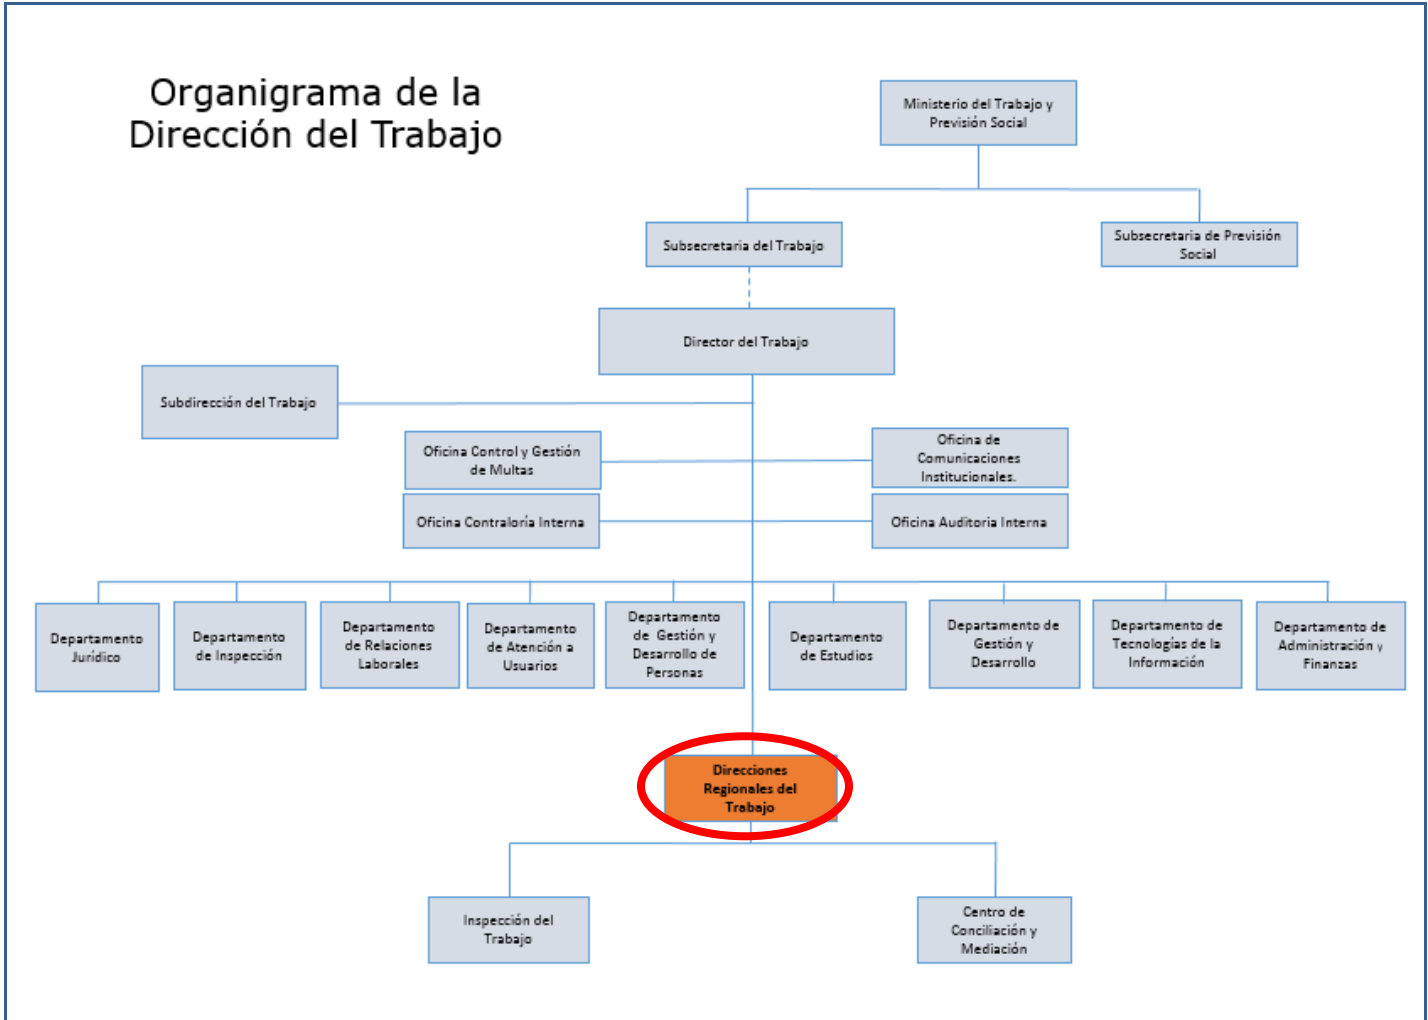 Organigrama de la
Dirección del Trabajo
Ministerio del Trabajo y
Previsión Social
Subsecretaria del Trabajo
Subsecretaria de Previsión
Social
Director del Trabajo
Subdirección del Trabajo
Oficina Control y Gestión
de Multas
Oficina de
Comunicaciones
Institucionales.
Oficina Contraloría Interna
Oficina Auditoria Interna
Departamento
Jurídico
Departamento
de Inspección
Departamento
de Relaciones
Laborales
Departamento
de Atención a
Usuarios
Departamento
de Gestión y
Desarrollo de
Personas
Departamento
de Estudios
Departamento de
Gestión y
Desarrollo
Departamento de
Tecnologías de la
Información
Departamento de
Administración y
Finanzas
Direcciones
Regionales del
Trabajo
Inspección del
Trabajo
Centro de
Conciliación y
Mediación